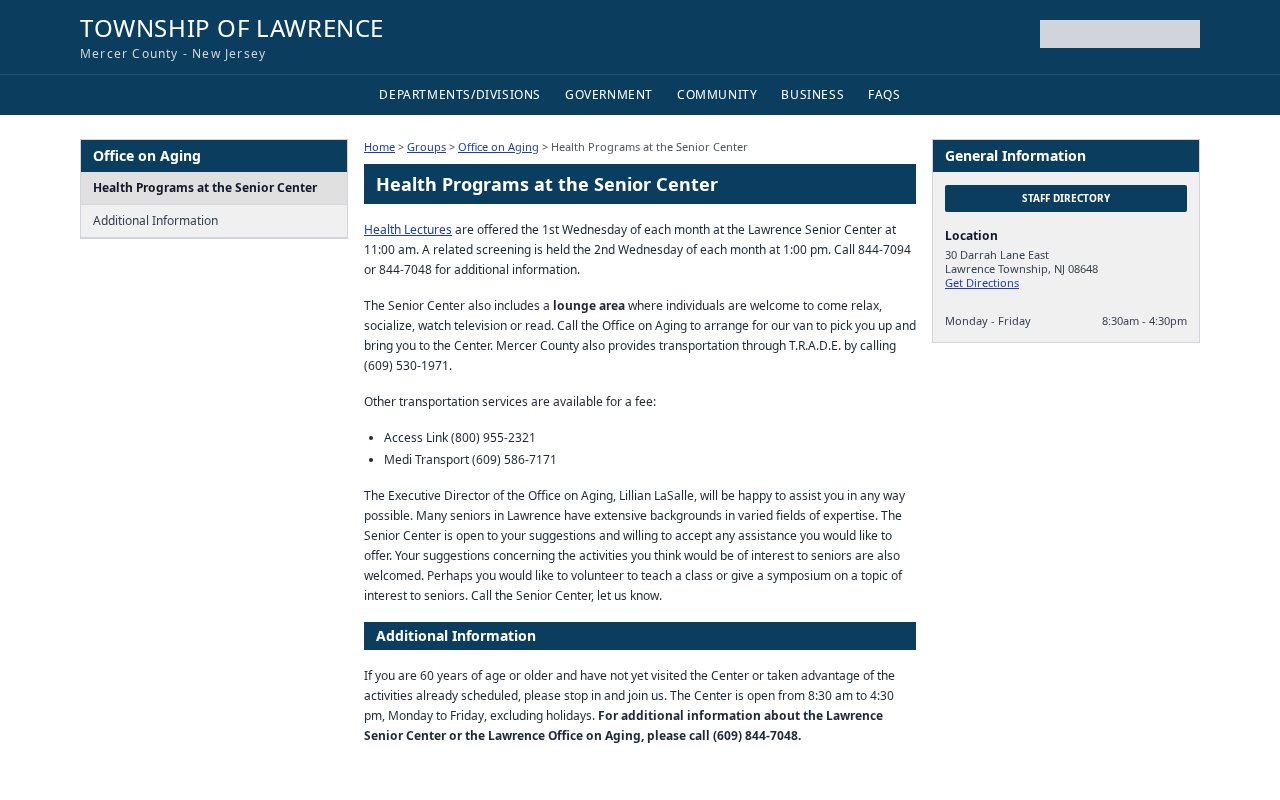 TOWNSHIP OF LAWRENCE
Mercer County - New Jersey
DEPARTMENTS/DIVISIONS GOVERNMENT COMMUNITY BUSINESS FAQS
Office on Aging
Health Programs at the Senior Center
Additional Information
Home > Groups > Office on Aging > Health Programs at the Senior Center
Health Programs at the Senior Center
Health Lectures are offered the 1st Wednesday of each month at the Lawrence Senior Center at
11:00 am. A related screening is held the 2nd Wednesday of each month at 1:00 pm. Call 844-7094
or 844-7048 for additional information.
The Senior Center also includes a lounge area where individuals are welcome to come relax,
socialize, watch television or read. Call the Office on Aging to arrange for our van to pick you up and
bring you to the Center. Mercer County also provides transportation through T.R.A.D.E. by calling
(609) 530-1971.
Other transportation services are available for a fee:
• Access Link (800) 955-2321
• Medi Transport (609) 586-7171
The Executive Director of the Office on Aging, Lillian LaSalle, will be happy to assist you in any way
possible. Many seniors in Lawrence have extensive backgrounds in varied fields of expertise. The
Senior Center is open to your suggestions and willing to accept any assistance you would like to
offer. Your suggestions concerning the activities you think would be of interest to seniors are also
welcomed. Perhaps you would like to volunteer to teach a class or give a symposium on a topic of
interest to seniors. Call the Senior Center, let us know.
Additional Information
If you are 60 years of age or older and have not yet visited the Center or taken advantage of the
activities already scheduled, please stop in and join us. The Center is open from 8:30 am to 4:30
pm, Monday to Friday, excluding holidays. For additional information about the Lawrence
Senior Center or the Lawrence Office on Aging, please call (609) 844-7048.
General Information
STAFF DIRECTORY
Location
30 Darrah Lane East
Lawrence Township, NJ 08648
Get Directions
Monday - Friday 8:30am - 4:30pm